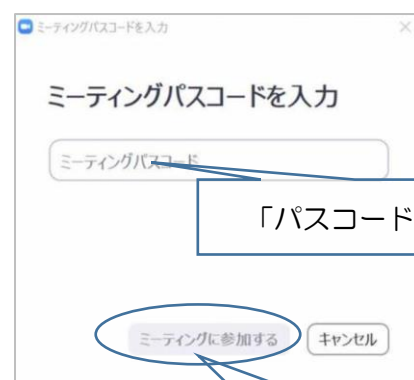 ミーティングパスコードを入力
ミーティングパスコードを入力
ミーティングパスコード
「パスコード
ミーティングに参加する
キャンセル